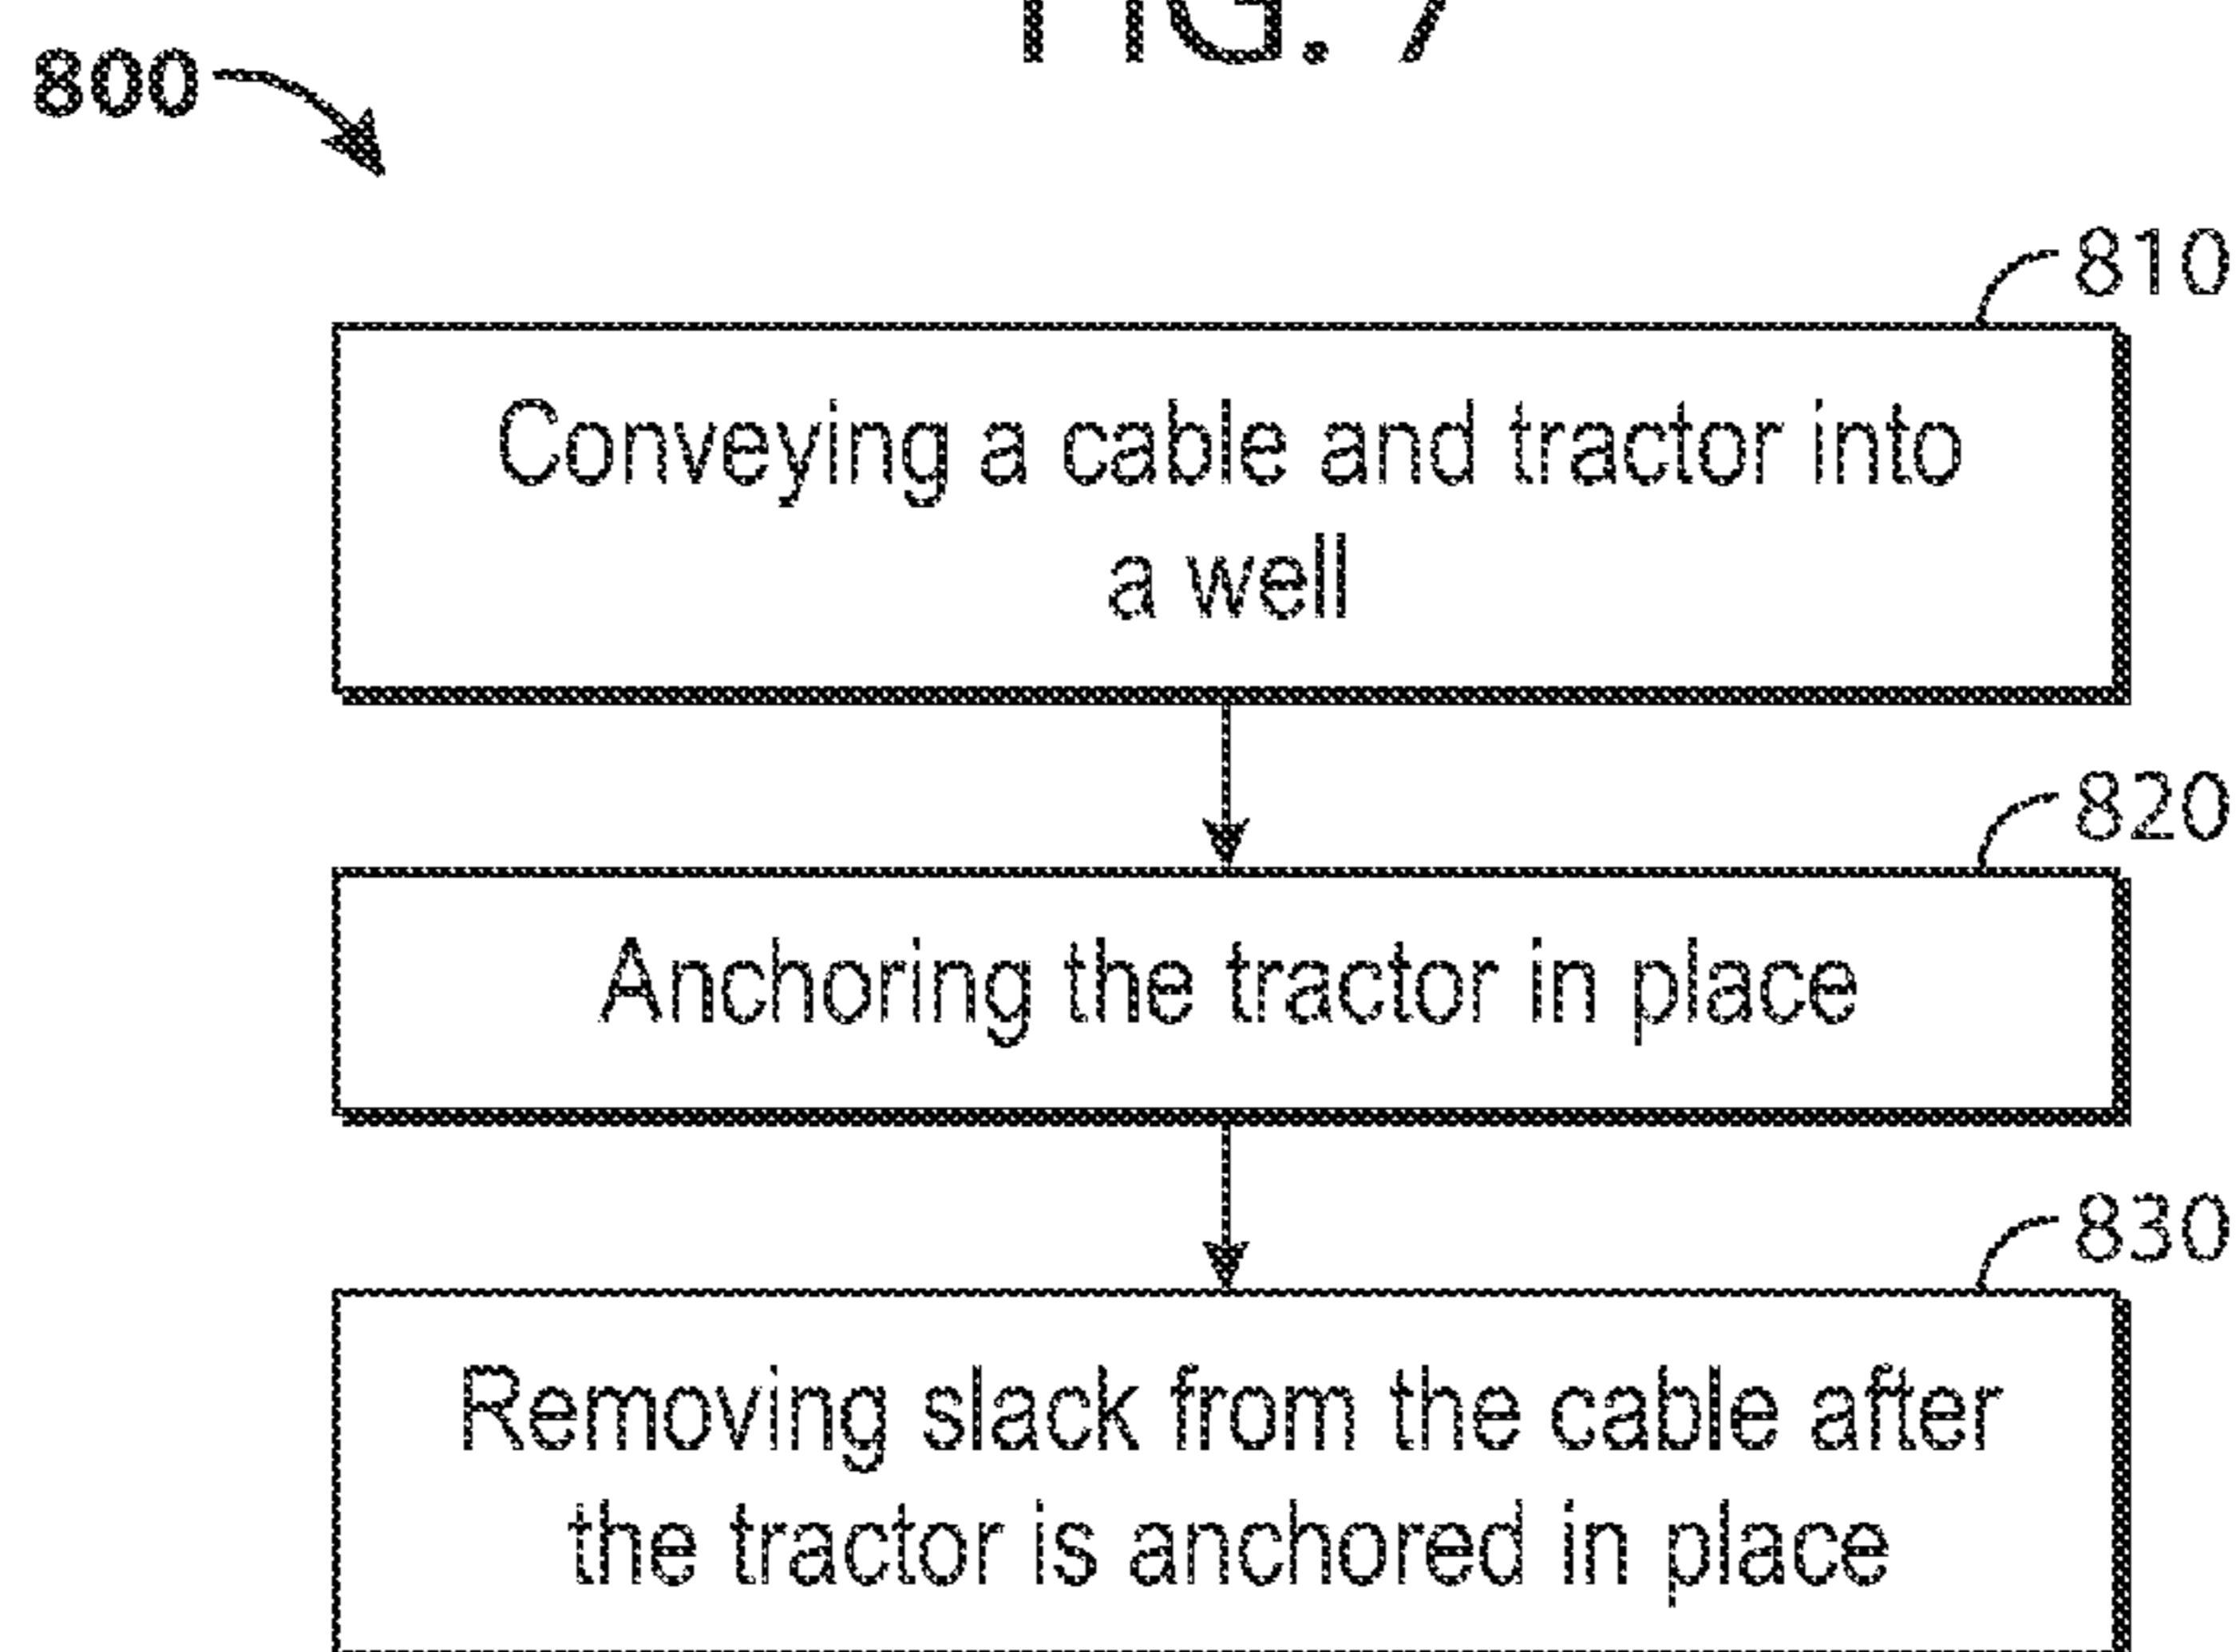 FIG. 7
800
810
Conveying a cable and tractor into
a well
820
Anchoring the tractor in place
830
Removing slack from the cable after
the tractor is anchored in place